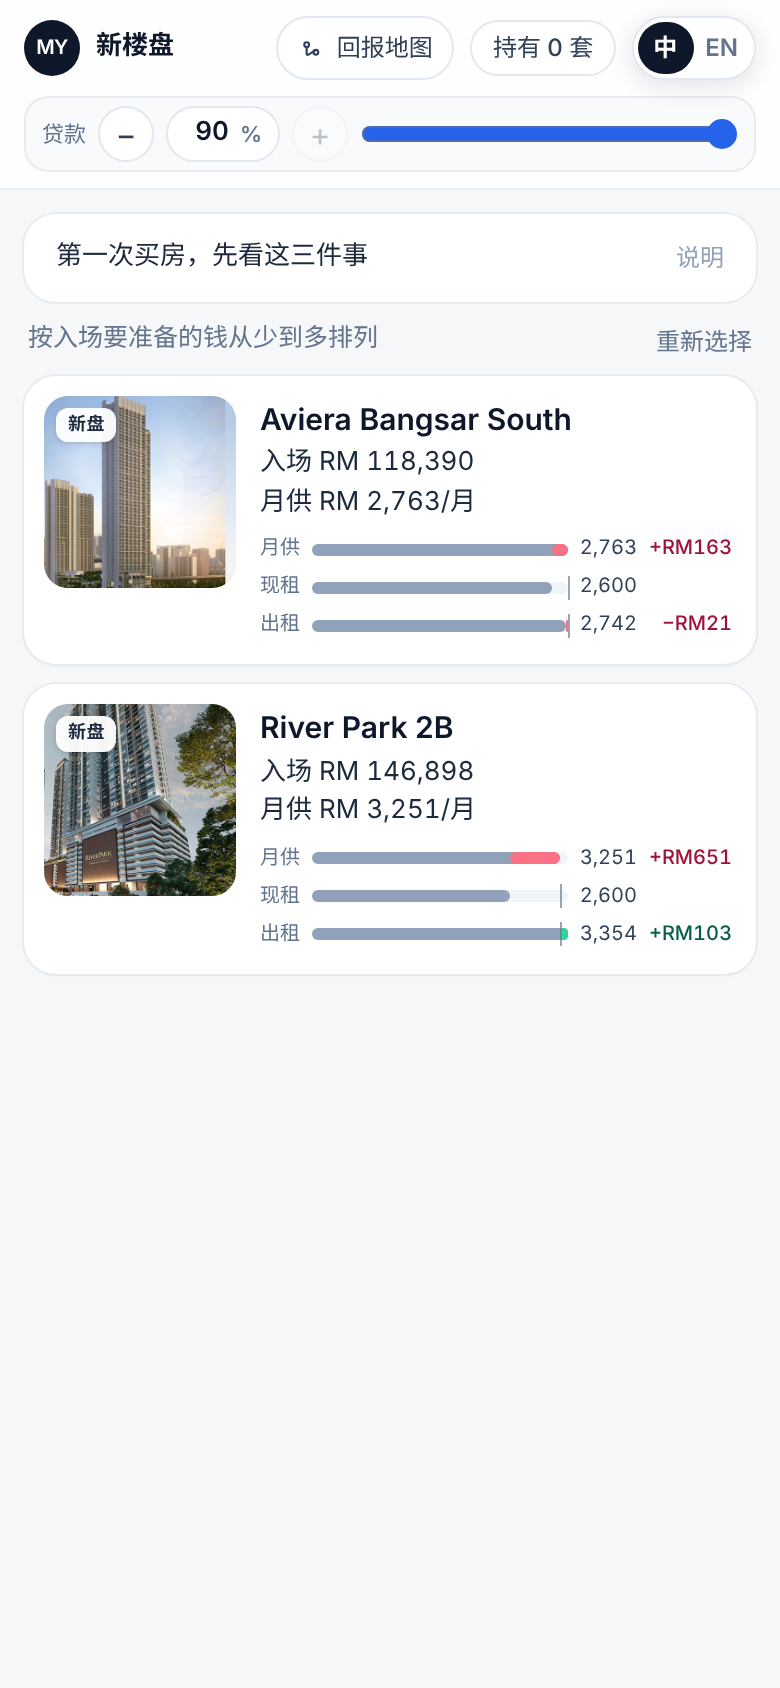 MY 新楼盘 回报地图 持有 0 套 中 EN
贷款 − 90 % +
第一次买房，先看这三件事 说明
按入场要准备的钱从少到多排列 重新选择
新盘
Aviera Bangsar South
入场 RM 118,390
月供 RM 2,763/月
月供 2,763 +RM163
现租 2,600
出租 2,742 −RM21
新盘
RIVER PARK
River Park 2B
入场 RM 146,898
月供 RM 3,251/月
月供 3,251 +RM651
现租 2,600
出租 3,354 +RM103